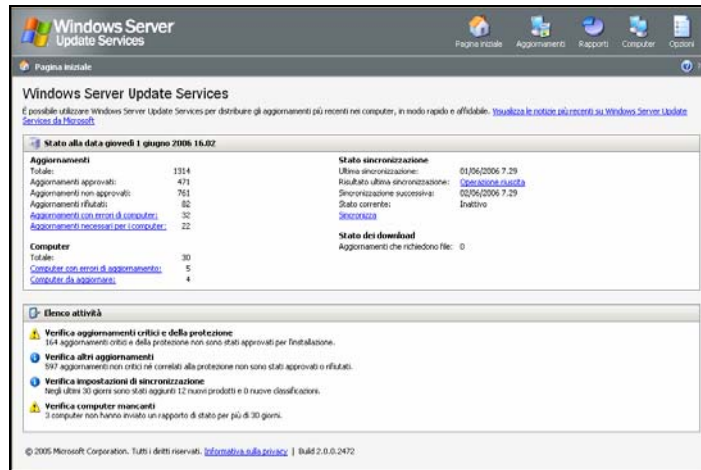 Windows Server
Update Services
Pagina iniziale
Aggiornamenti
Rapporti
Computer
Opzioni
Pagina iniziale
Windows Server Update Services
È possibile utilizzare Windows Server Update Services per distribuire gli aggiornamenti più recenti nei computer, in modo rapido e affidabile. Visualizza le notizie più recenti su Windows Server Update
Services da Microsoft
Stato alla data giovedì 1 giugno 2006 16.02
Aggiornamenti
Totale: 1314
Aggiornamenti approvati: 471
Aggiornamenti non approvati: 761
Aggiornamenti rifiutati: 82
Aggiornamenti con errori di computer: 32
Aggiornamenti necessari per i computer: 22
Computer
Totale: 30
Computer con errori di aggiornamento: 5
Computer da aggiornare: 4
Stato sincronizzazione
Ultima sincronizzazione: 01/06/2006 7.29
Risultato ultima sincronizzazione: Operazione riuscita
Sincronizzazione successiva: 02/06/2006 7.29
Stato corrente: Inattivo
Sincronizza
Stato dei download
Aggiornamenti che richiedono file: 0
Elenco attività
Verifica aggiornamenti critici e della protezione
164 aggiornamenti critici e della protezione non sono stati approvati per l'installazione.
Verifica altri aggiornamenti
597 aggiornamenti non critici né correlati alla protezione non sono stati approvati o rifiutati.
Verifica impostazioni di sincronizzazione
Negli ultimi 30 giorni sono stati aggiunti 12 nuovi prodotti e 0 nuove classificazioni.
Verifica computer mancanti
3 computer non hanno inviato un rapporto di stato per più di 30 giorni.
© 2005 Microsoft Corporation. Tutti i diritti riservati. Informativa sulla privacy | Build 2.0.0.2472